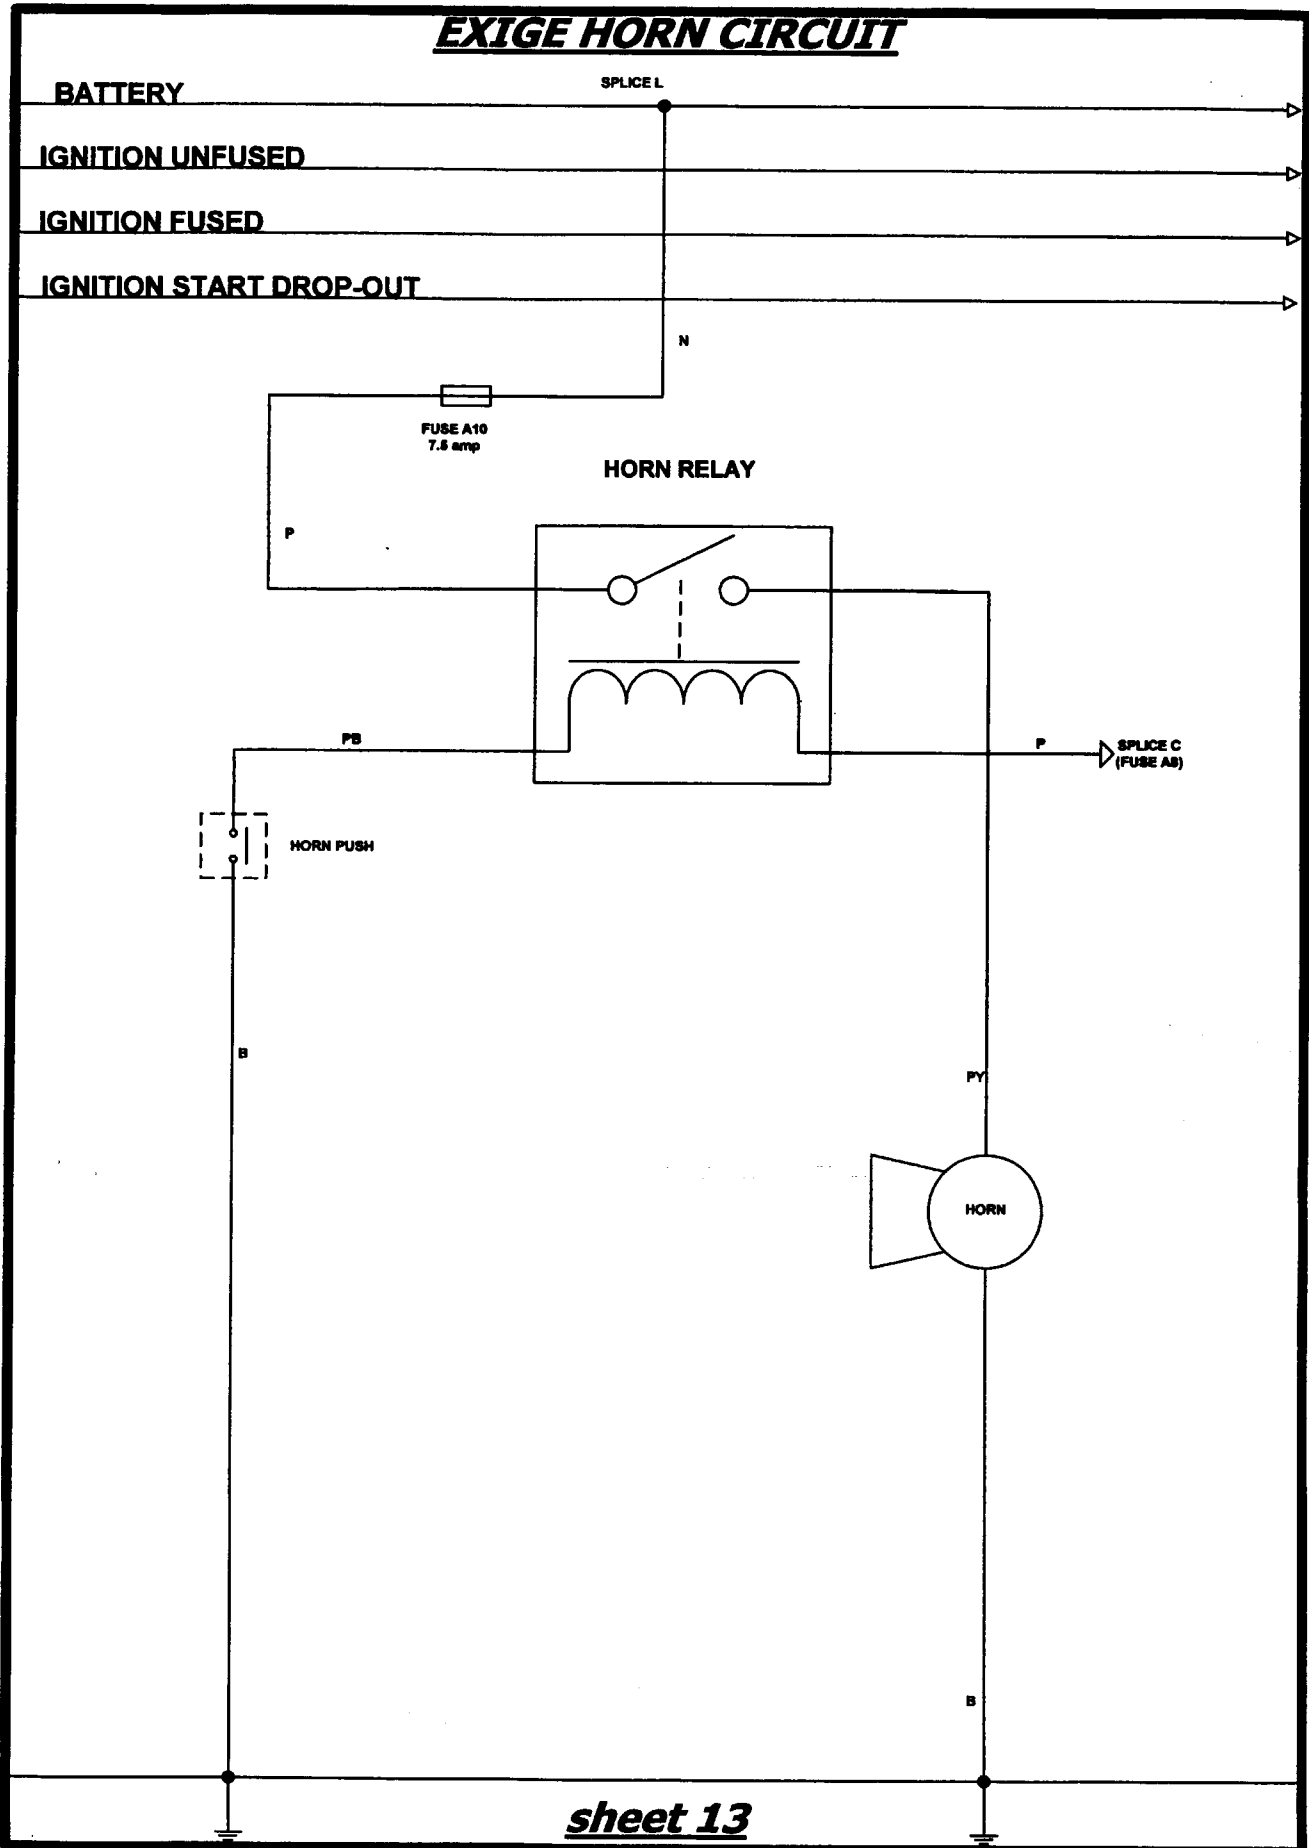 EXIGE HORN CIRCUIT
SPLICE L
BATTERY
IGNITION UNFUSED
IGNITION FUSED
IGNITION START DROP-OUT
N
FUSE A10
7.5 amp
HORN RELAY
P
PB
P
SPLICE C
(FUSE A8)
HORN PUSH
B
PY
HORN
B
sheet 13